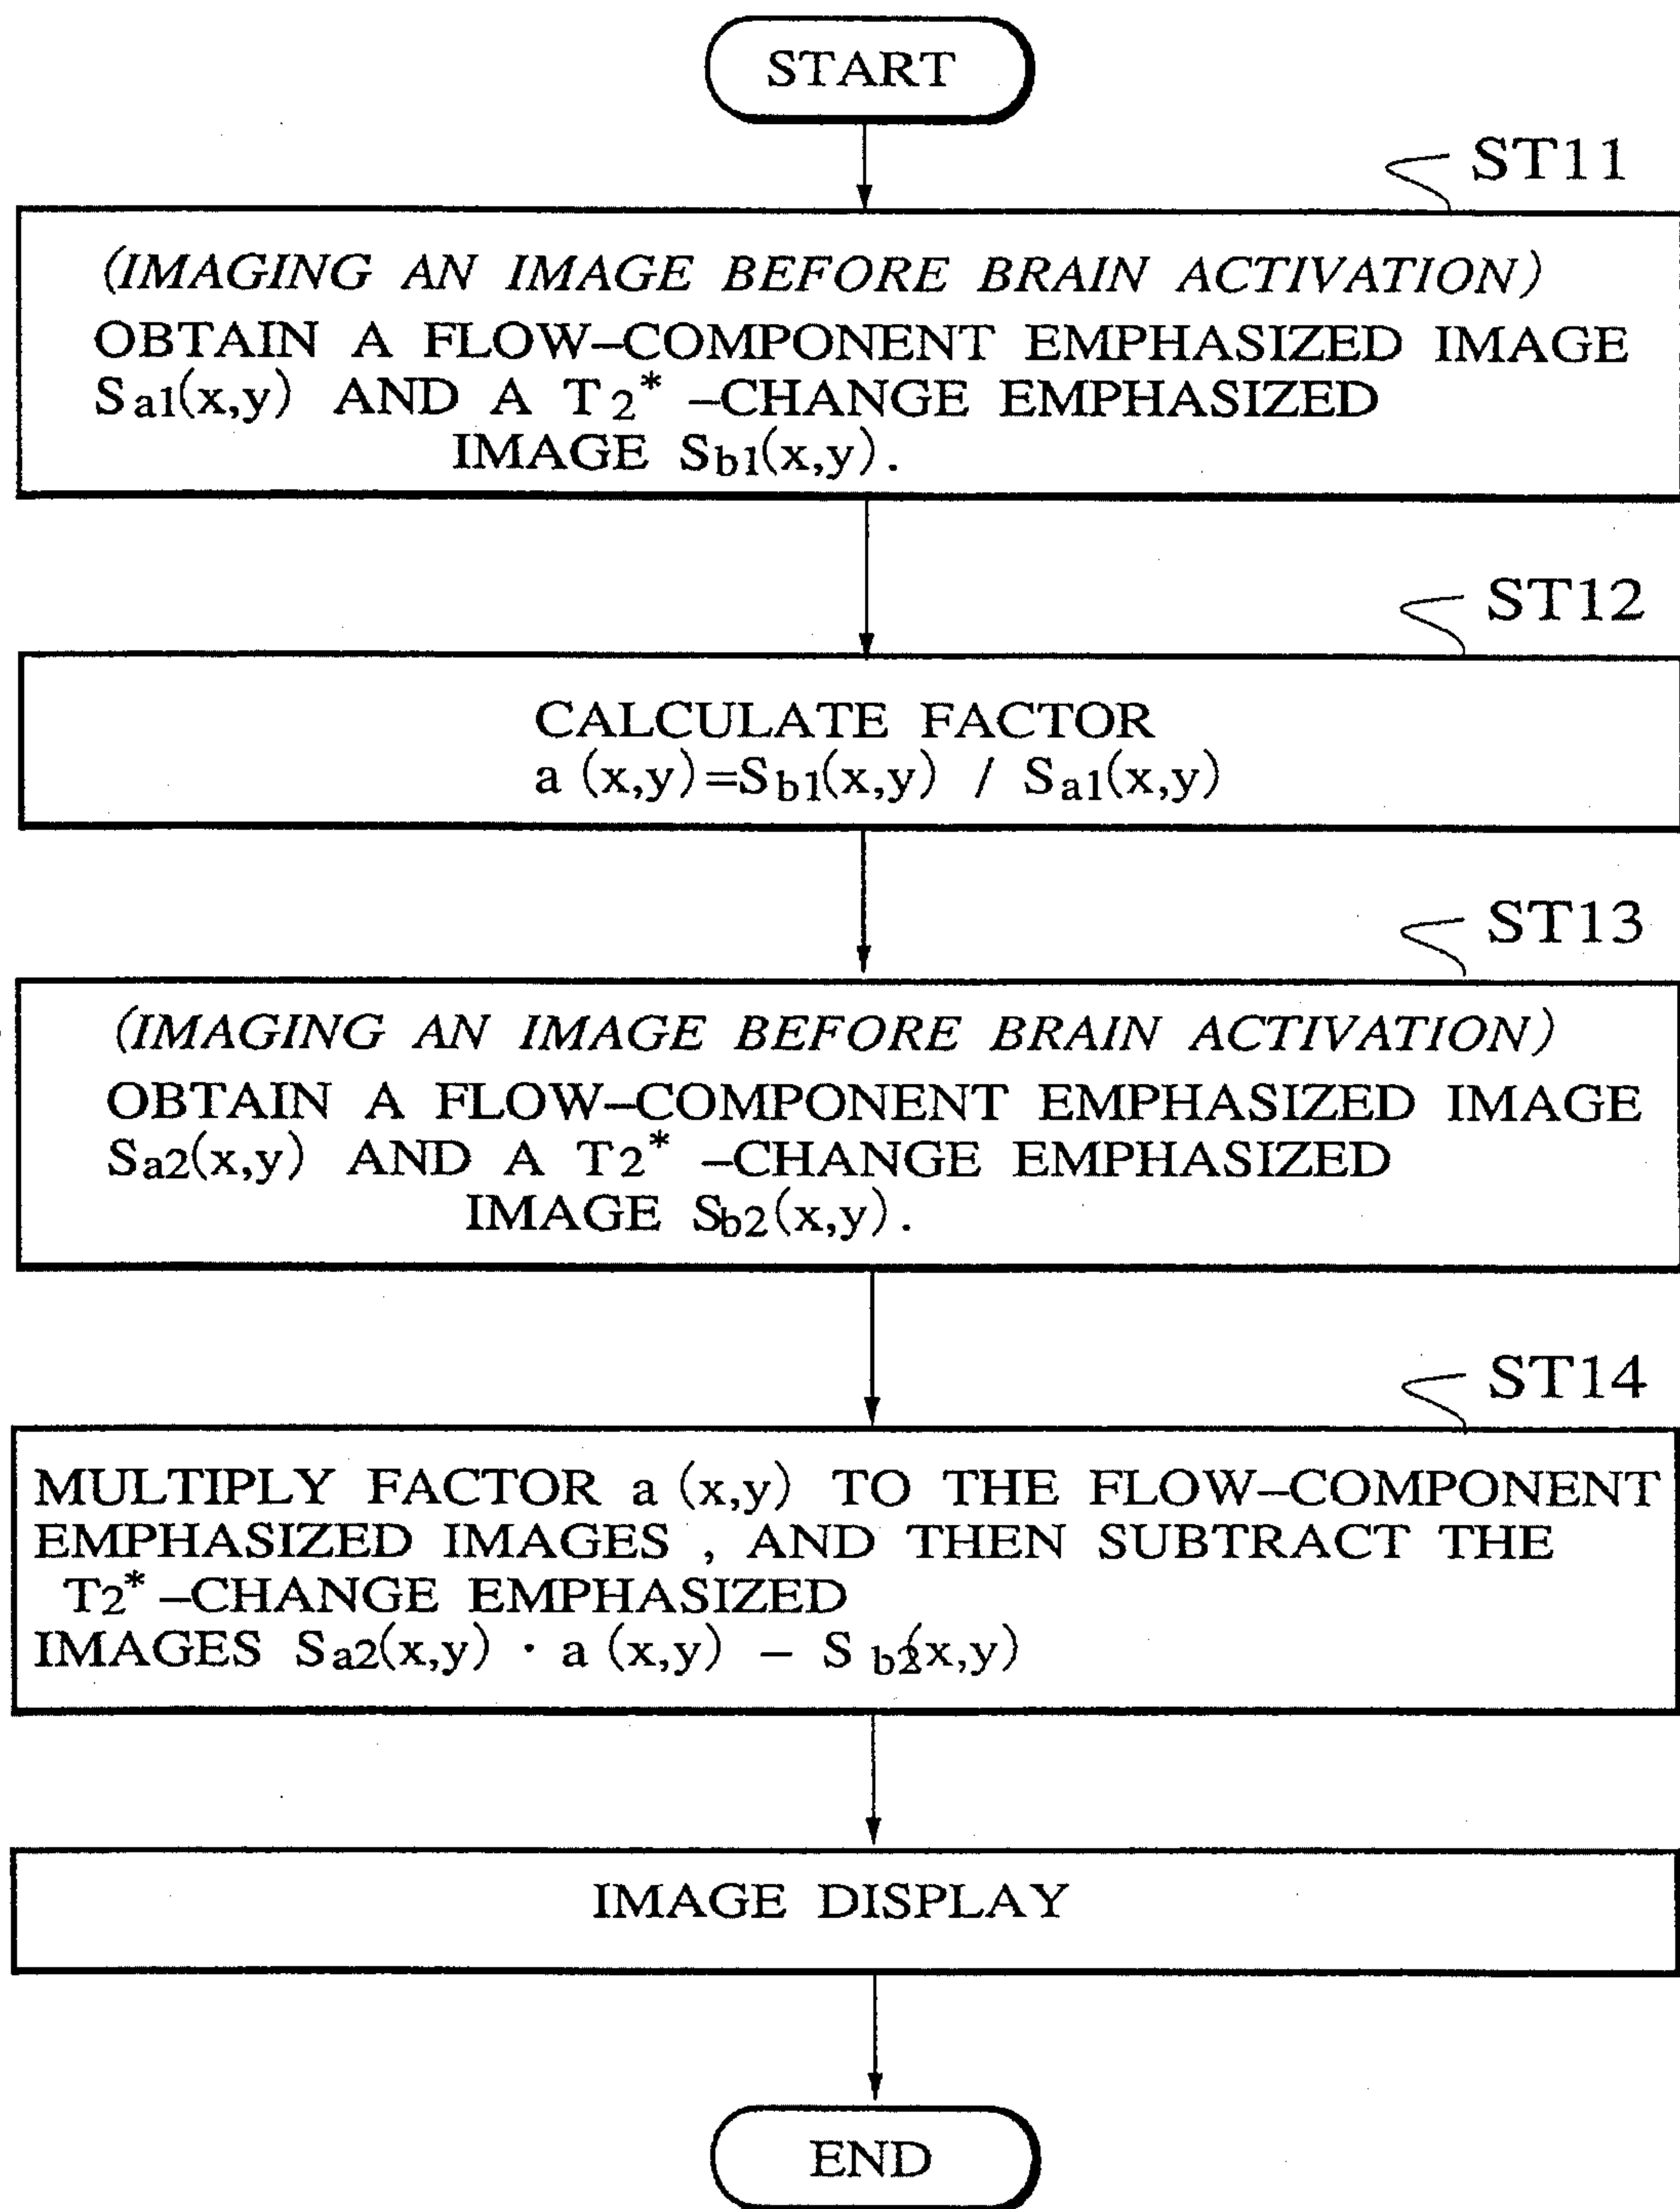 START
ST11
(IMAGING AN IMAGE BEFORE BRAIN ACTIVATION)
OBTAIN A FLOW–COMPONENT EMPHASIZED IMAGE
Sa1(x,y) AND A T2* –CHANGE EMPHASIZED
IMAGE Sb1(x,y).
ST12
CALCULATE FACTOR
a (x,y)=Sb1(x,y) / Sa1(x,y)
ST13
(IMAGING AN IMAGE BEFORE BRAIN ACTIVATION)
OBTAIN A FLOW–COMPONENT EMPHASIZED IMAGE
Sa2(x,y) AND A T2* –CHANGE EMPHASIZED
IMAGE Sb2(x,y).
ST14
MULTIPLY FACTOR a (x,y) TO THE FLOW–COMPONENT
EMPHASIZED IMAGES , AND THEN SUBTRACT THE
T2* –CHANGE EMPHASIZED
IMAGES Sa2(x,y) · a (x,y) – S b2(x,y)
IMAGE DISPLAY
END